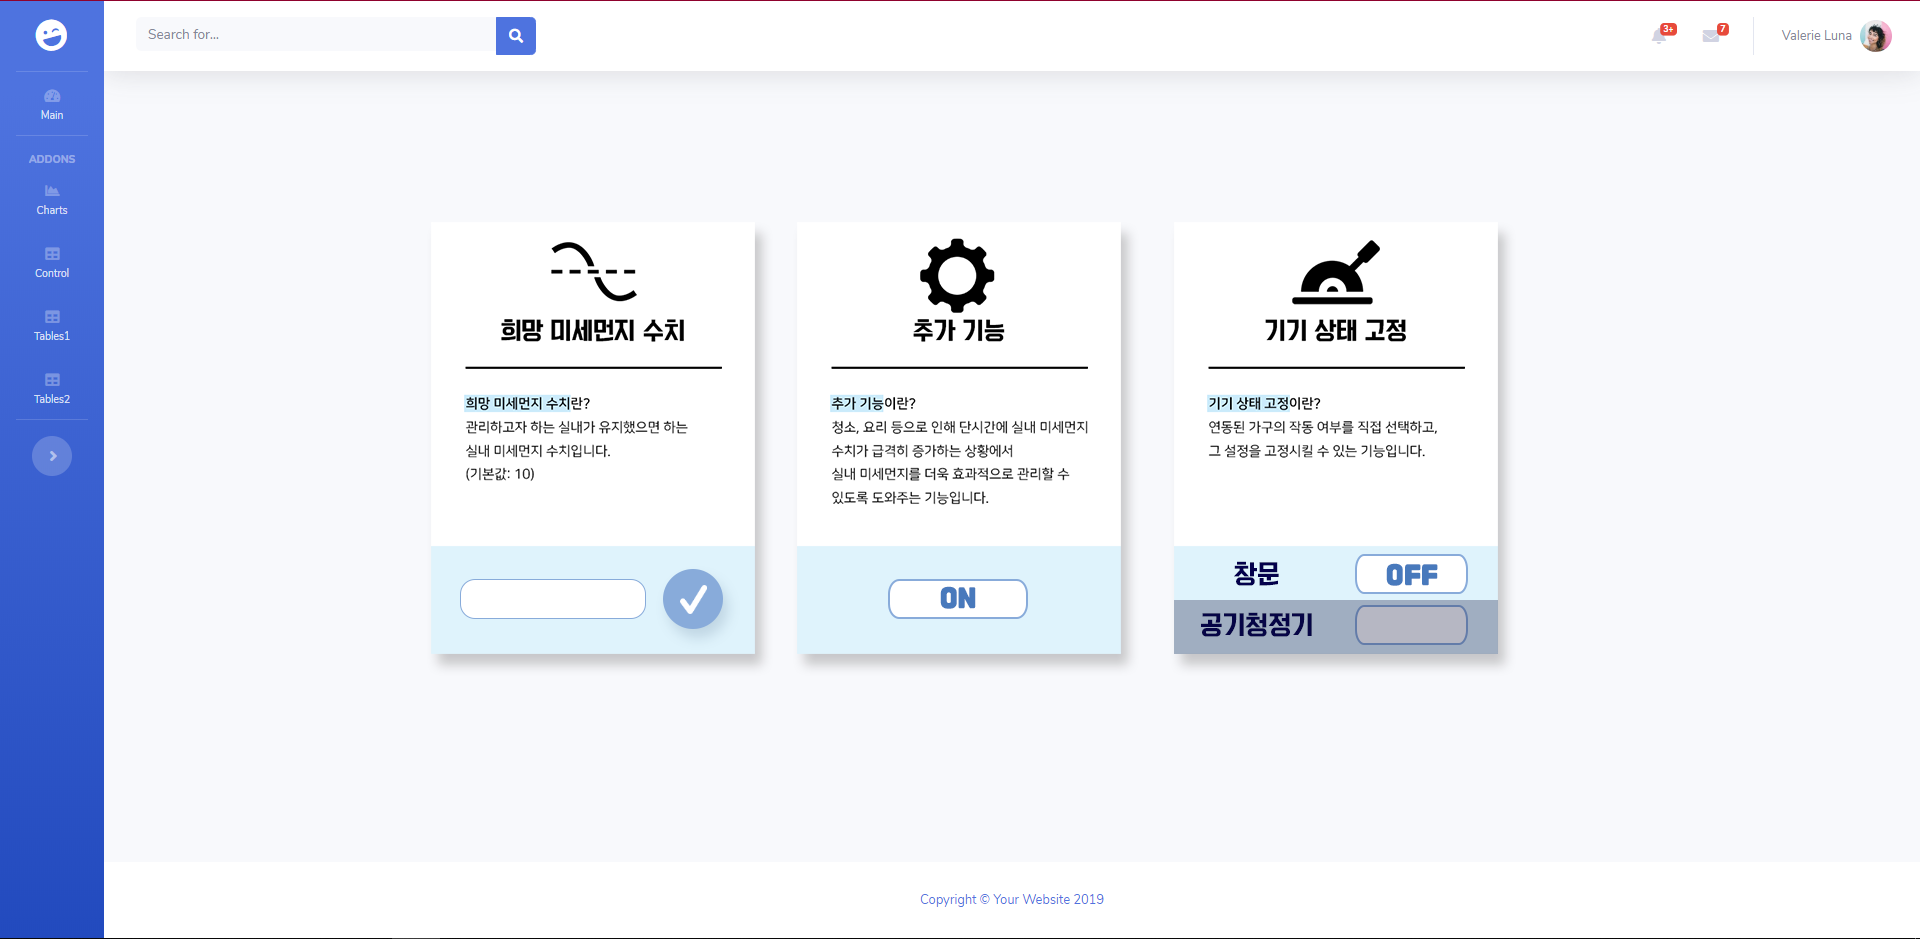 Search for...
3+
7
Valerie Luna
Main
ADDONS
Charts
Control
Tables1
Tables2
희망 미세먼지 수치
희망 미세먼지 수치란?
관리하고자 하는 실내가 유지했으면 하는
실내 미세먼지 수치입니다.
(기본값: 10)
추가 기능
추가 기능이란?
청소, 요리 등으로 인해 단시간에 실내 미세먼지
수치가 급격히 증가하는 상황에서
실내 미세먼지를 더욱 효과적으로 관리할 수
있도록 도와주는 기능입니다.
ON
기기 상태 고정
기기 상태 고정이란?
연동된 가구의 작동 여부를 직접 선택하고,
그 설정을 고정시킬 수 있는 기능입니다.
창문 OFF
공기청정기
Copyright © Your Website 2019